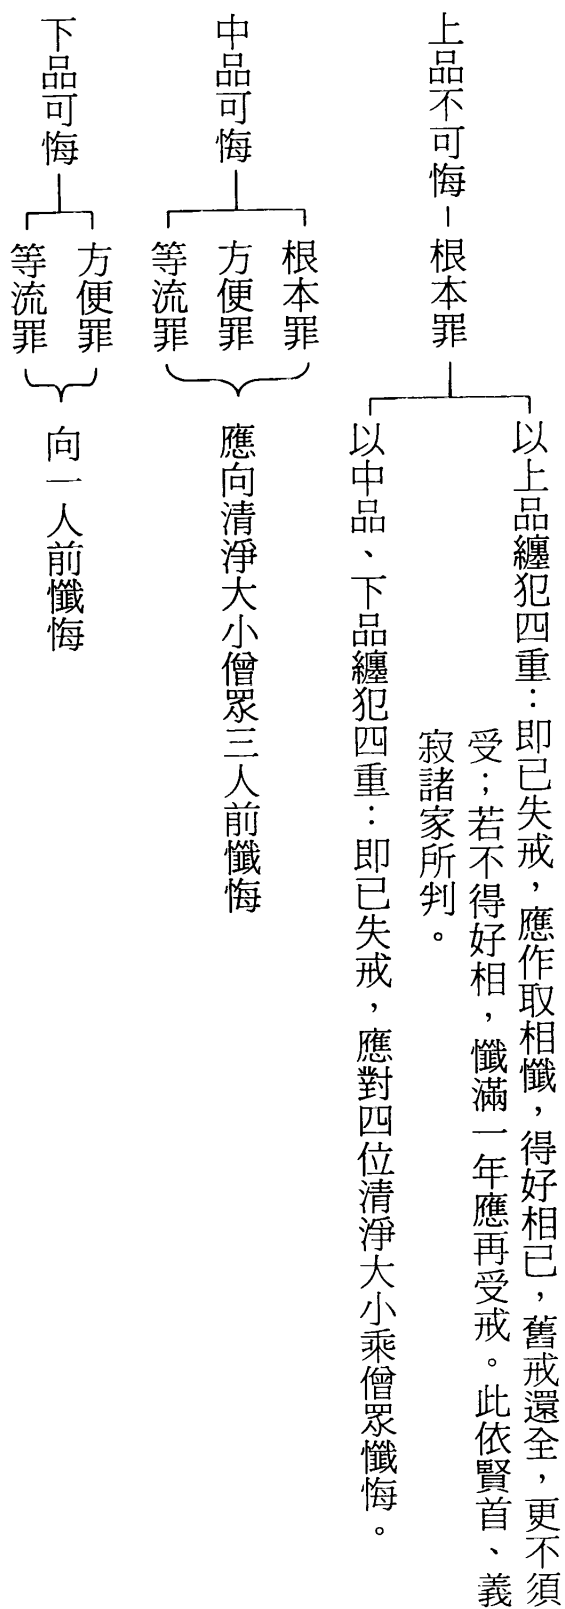 上品不可悔
根本罪
以上品纏犯四重：即已失戒，應作取相懺，得好相已，舊戒還全，更不須
受；若不得好相，懺滿一年應再受戒。此依賢首、義
寂諸家所判。
以中品、下品纏犯四重：即已失戒，應對四位清淨大小乘僧眾懺悔。
中品可悔
根本罪
方便罪
等流罪
應向清淨大小僧眾三人前懺悔
下品可悔
方便罪
等流罪
向一人前懺悔